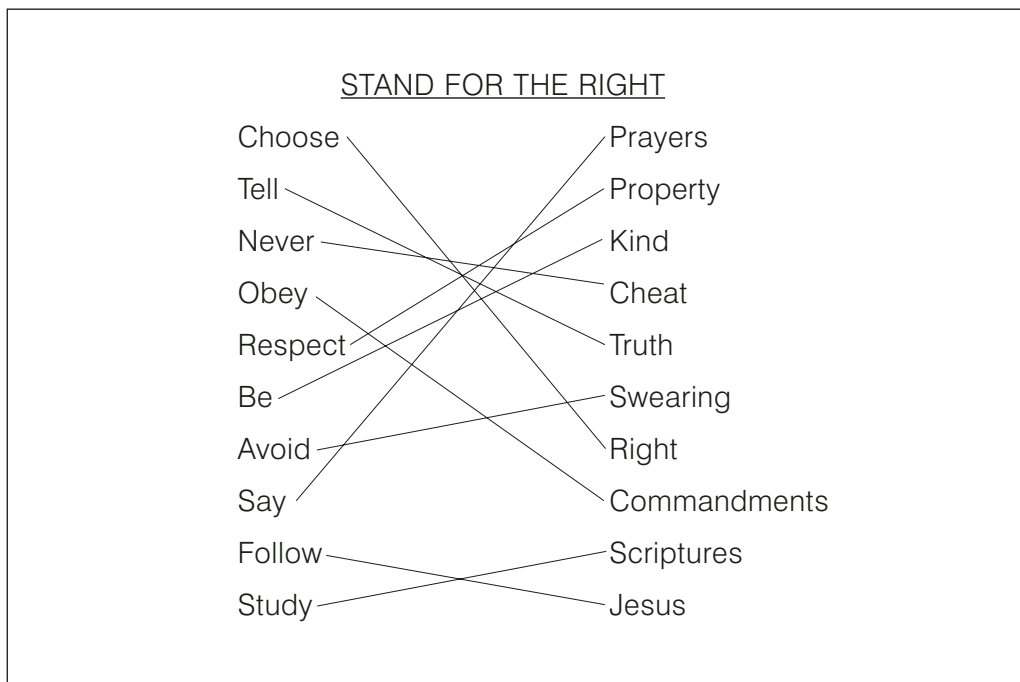 STAND FOR THE RIGHT
Choose Prayers
Tell Property
Never Kind
Obey Cheat
Respect Truth
Be Swearing
Avoid Right
Say Commandments
Follow Scriptures
Study Jesus